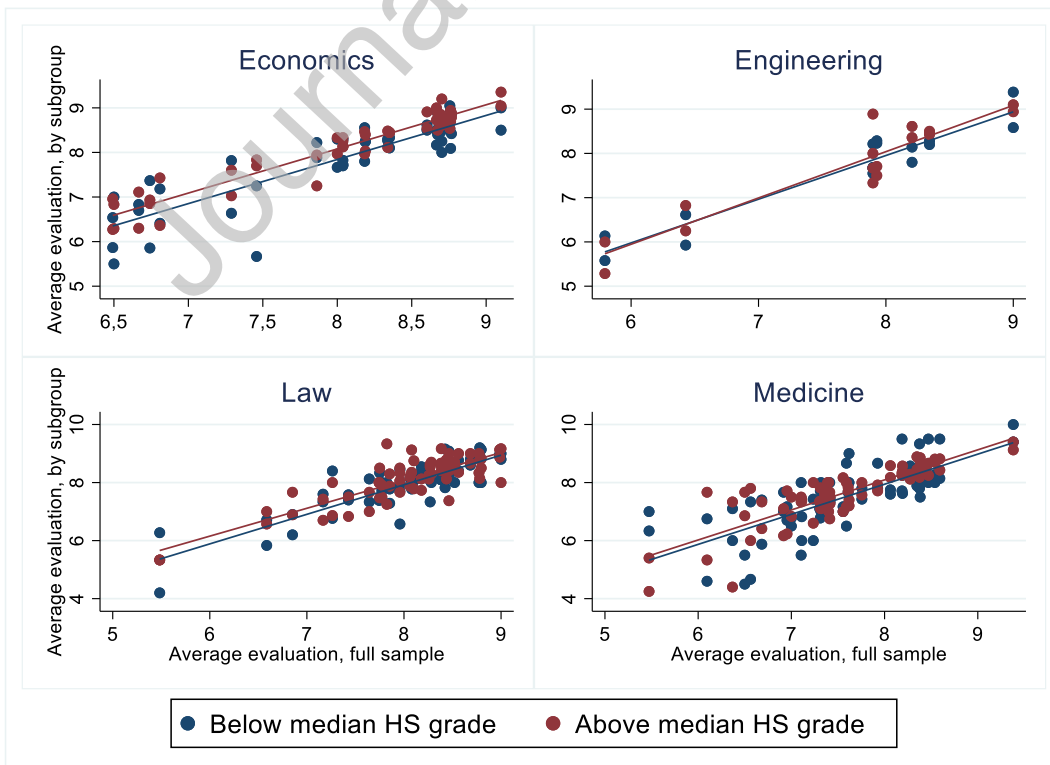 Journa
Economics
Engineering
Average evaluation, by subgroup
9
8
7
6
5
6,5 7 7,5 8 8,5 9
9
8
7
6
5
6 7 8 9
Law
Medicine
Average evaluation, by subgroup
10
8
6
4
5 6 7 8 9
Average evaluation, full sample
10
8
6
4
5 6 7 8 9
Average evaluation, full sample
Below median HS grade Above median HS grade